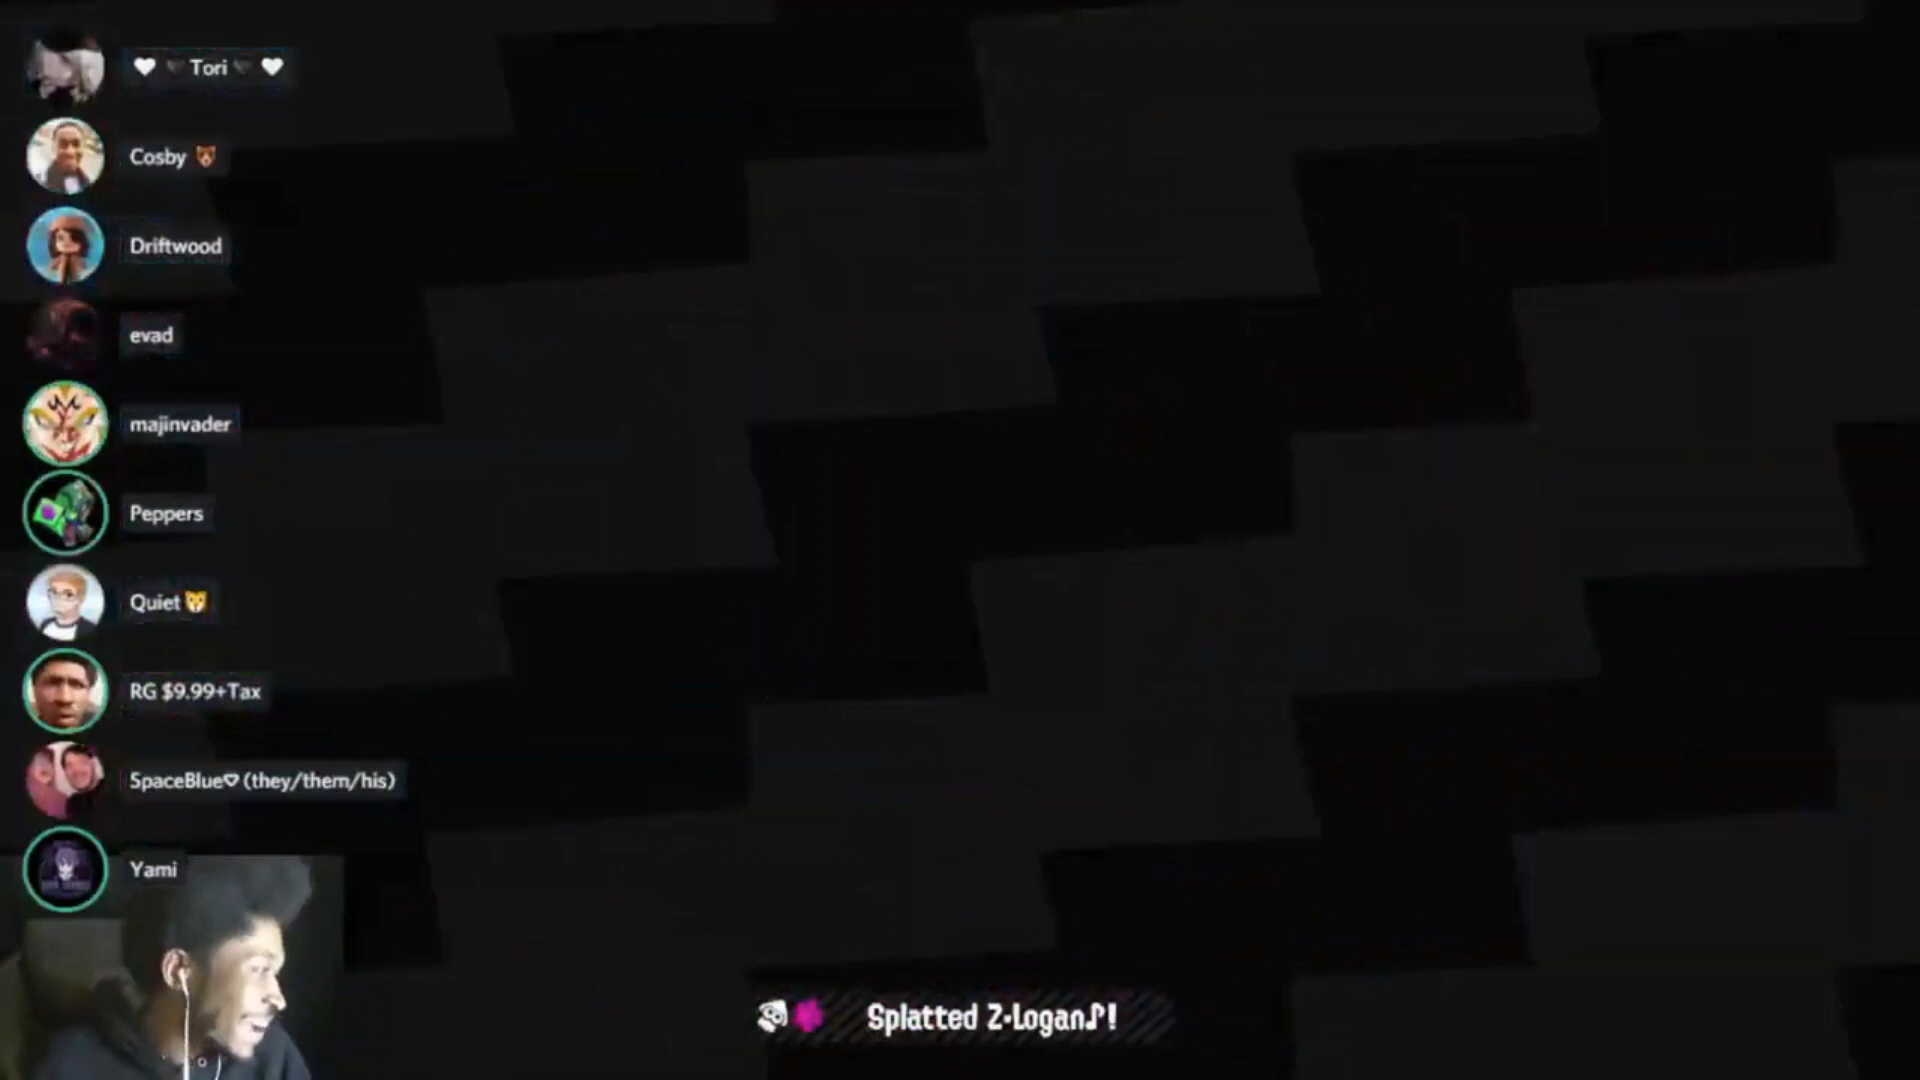 🤍 🖤 Tori 🖤 🤍
Cosby 🐻
Driftwood
evad
majinvader
Peppers
Quiet 🐯
RG $9.99+Tax
SpaceBlue♡ (they/them/his)
Yami
Splatted Z-Logan♪!